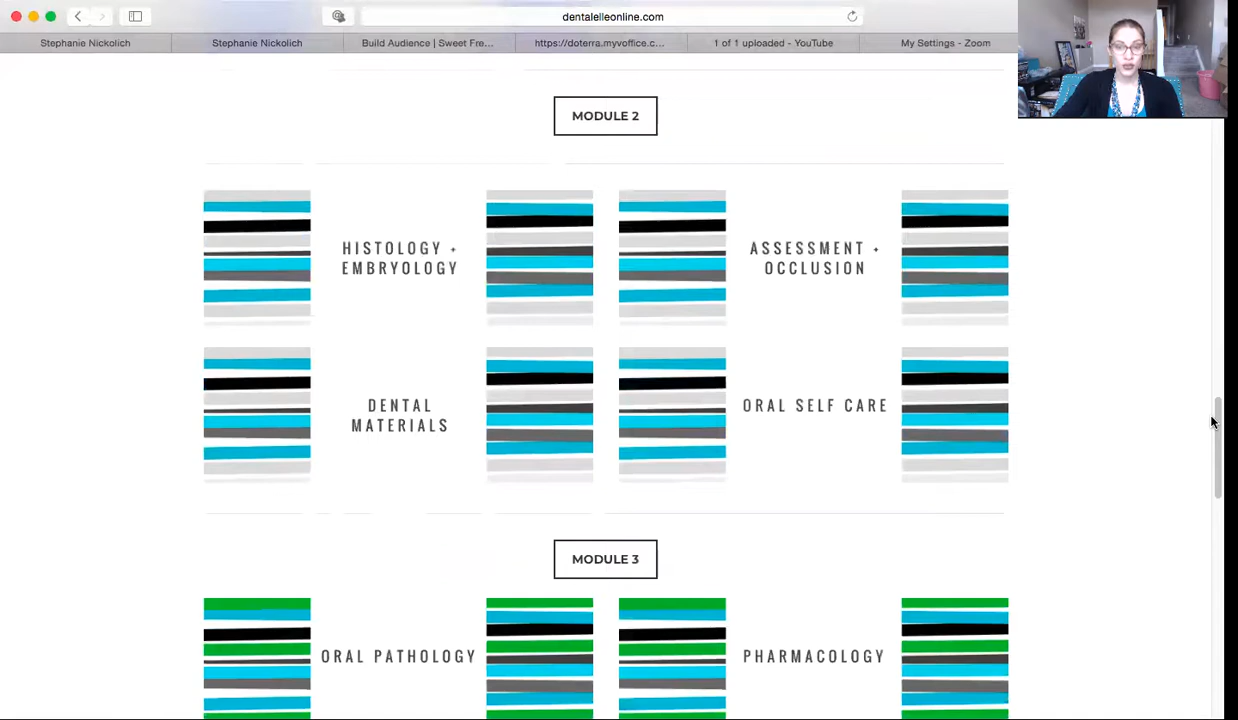 dentalelleonline.com
Stephanie Nickolich
Stephanie Nickolich
Build Audience | Sweet Fre...
https://doterra.myvoffice.c...
1 of 1 uploaded - YouTube
My Settings - Zoom
MODULE 2
HISTOLOGY +
EMBRYOLOGY
ASSESSMENT +
OCCLUSION
DENTAL
MATERIALS
ORAL SELF CARE
MODULE 3
ORAL PATHOLOGY
PHARMACOLOGY